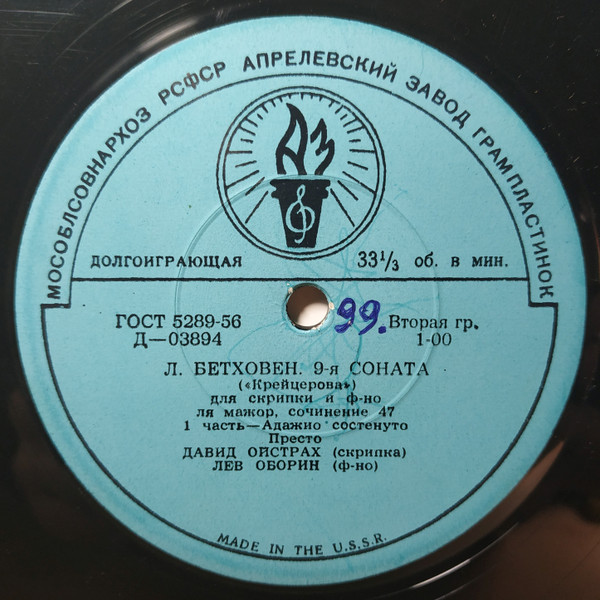 МОСОБЛСОВНАРХОЗ РСФСР АПРЕЛЕВСКИЙ ЗАВОД ГРАМПЛАСТИНОК
АЗ
ДОЛГОИГРАЮЩАЯ 33⅓ об. в мин.
ГОСТ 5289-56 99. Вторая гр.
Д—03894 1-00
Л. БЕТХОВЕН. 9-я СОНАТА
(«Крейцерова»)
для скрипки и ф-но
ля мажор, сочинение 47
1 часть—Адажио состенуто
Престо
ДАВИД ОЙСТРАХ (скрипка)
ЛЕВ ОБОРИН (ф-но)
MADE IN THE U.S.S.R.